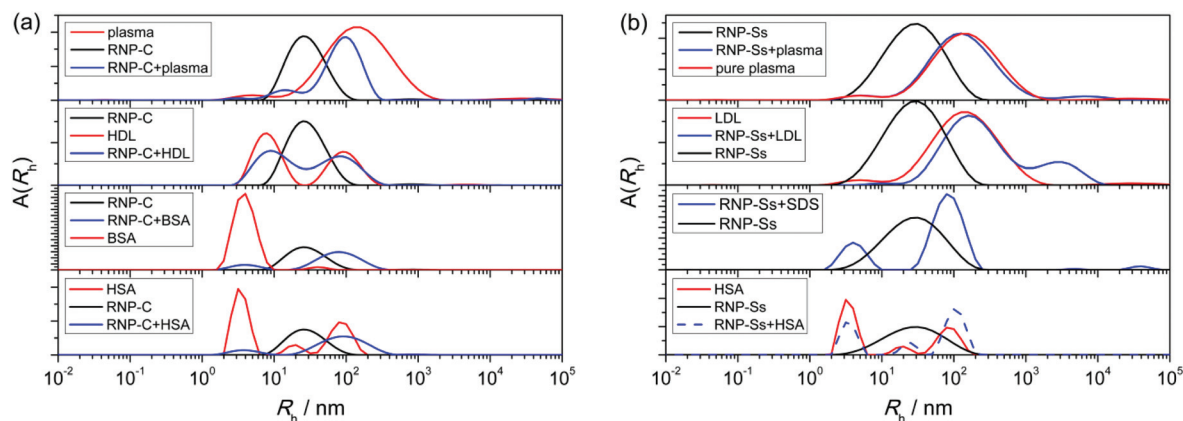 (a)
plasma
RNP-C
RNP-C+plasma
RNP-C
HDL
RNP-C+HDL
RNP-C
RNP-C+BSA
BSA
HSA
RNP-C
RNP-C+HSA
A(Rh)
10-2 10-1 100 101 102 103 104 105
Rh / nm
(b)
RNP-Ss
RNP-Ss+plasma
pure plasma
LDL
RNP-Ss+LDL
RNP-Ss
RNP-Ss+SDS
RNP-Ss
HSA
RNP-Ss
RNP-Ss+HSA
A(Rh)
10-2 10-1 100 101 102 103 104 105
Rh / nm